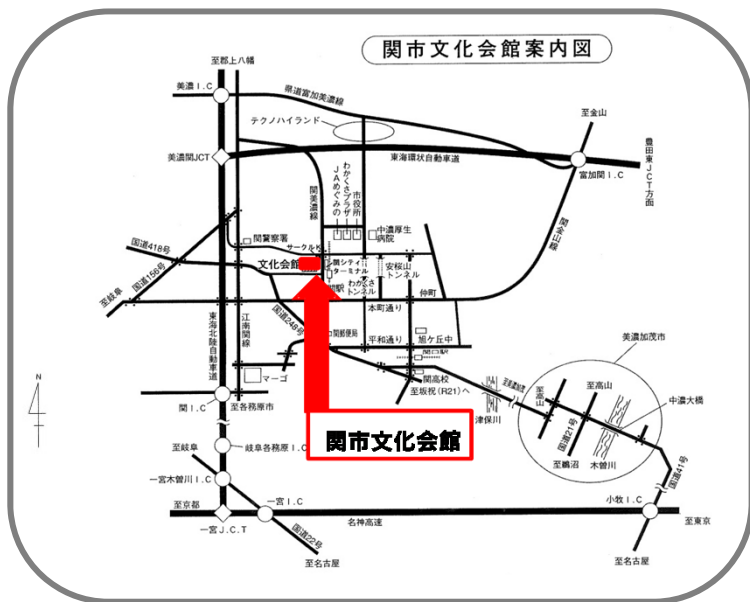 関市文化会館案内図
至郡上八幡
美濃I.C
県道富加美濃線
テクノハイランド
至金山
美濃関JCT
東海環状自動車道
富加関I.C
豊田東JCT方面
関美濃線
JAめぐみの
わかくさプラザ
市役所
中濃厚生病院
関金山線
関警察署
サークルK
国道418号
文化会館
関シティターミナル
安桜山トンネル
わかくさトンネル
国道156号
至岐阜
仲町
本町通り
国道248号
東海北陸自動車道
江南関線
関郵便局
平和通り
旭ケ丘中
美濃加茂市
マーゴ
関高校
至坂祝(R21)へ
至高山
至高山
中濃大橋
N
関I.C
至各務原市
津保川
国道21号
関市文化会館
至岐阜
岐阜各務原I.C
至鵜沼
木曽川
国道41号
一宮木曽川I.C
至京都
一宮I.C
小牧I.C
一宮J.C.T
国道22号
名神高速
至東京
至名古屋
至名古屋